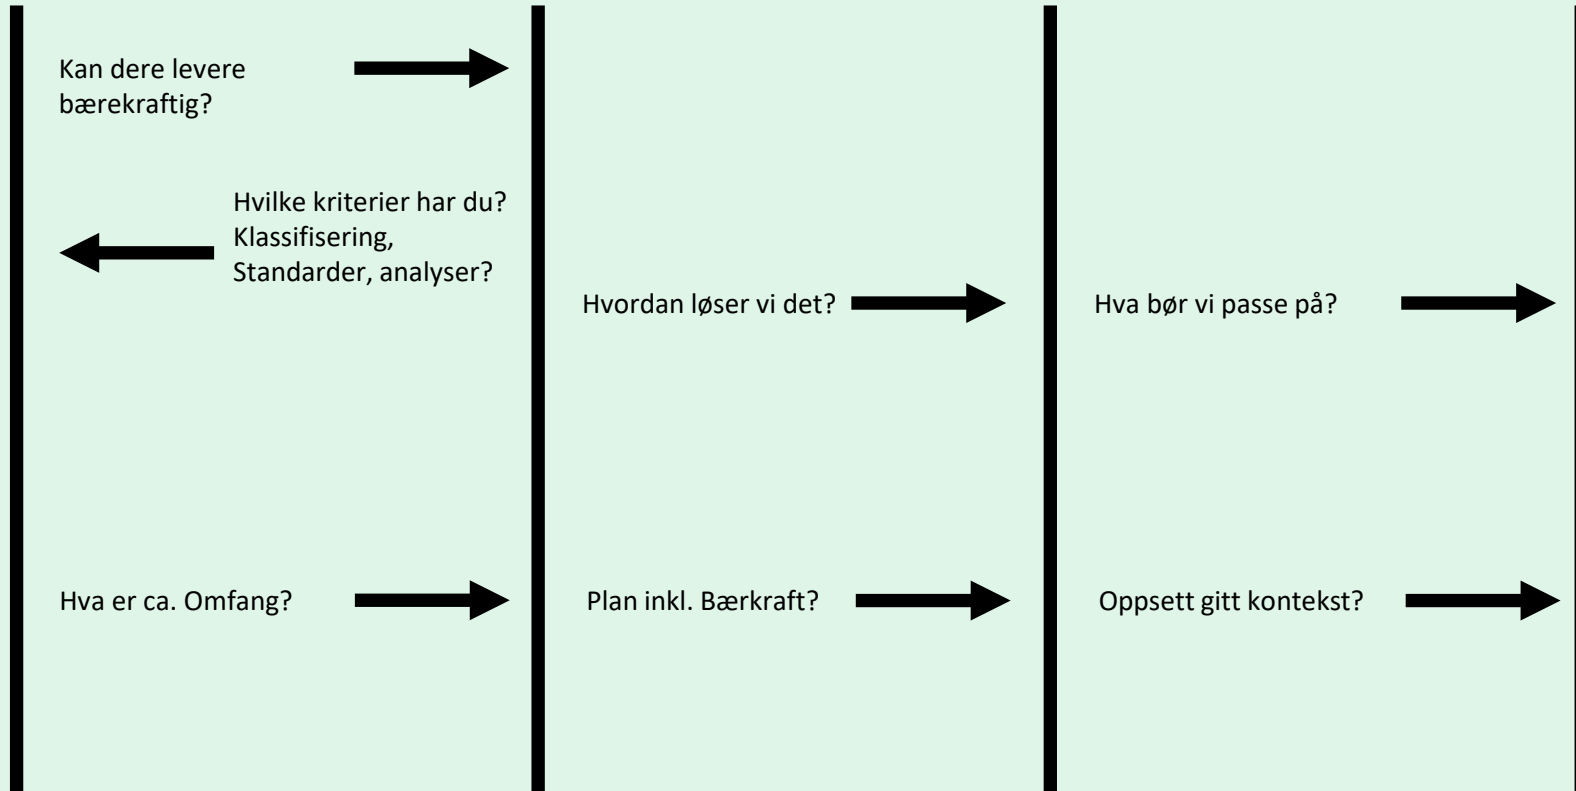 Kan dere levere
bærekraftig?
Hvilke kriterier har du?
Klassifisering,
Standarder, analyser?
Hvordan løser vi det?
Hva bør vi passe på?
Hva er ca. Omfang?
Plan inkl. Bærkraft?
Oppsett gitt kontekst?